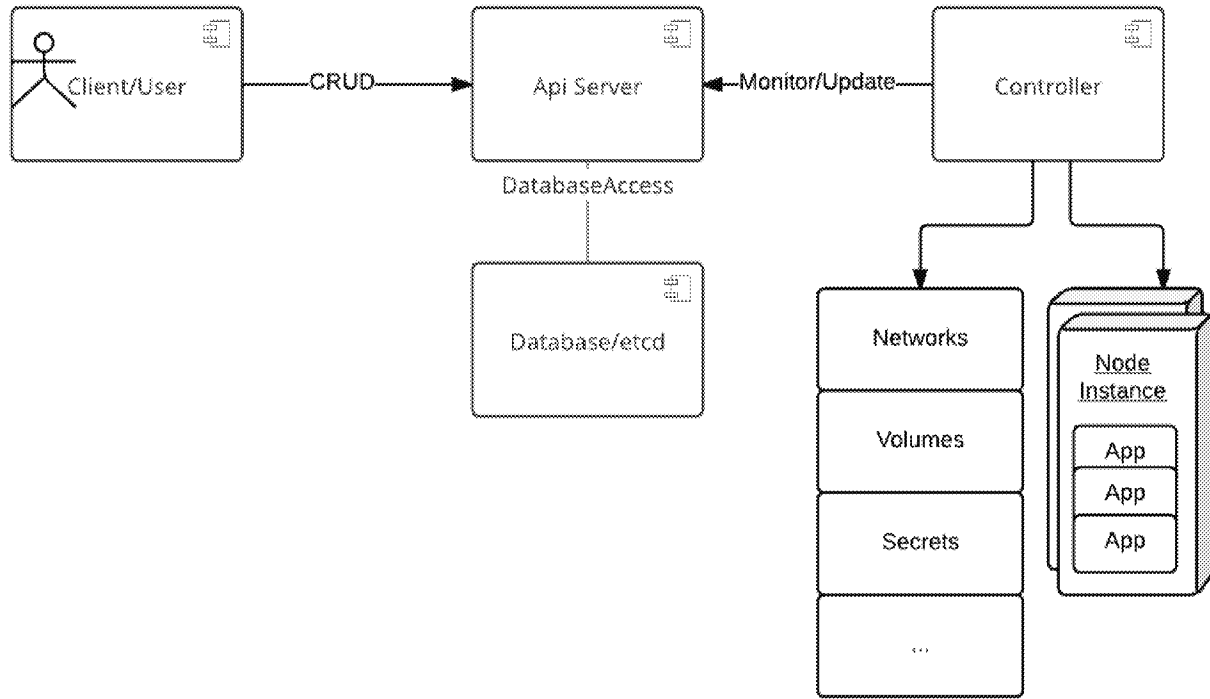 Client/User
CRUD
Api Server
Monitor/Update
Controller
DatabaseAccess
Database/etcd
Networks
Volumes
Secrets
...
Node
Instance
App
App
App